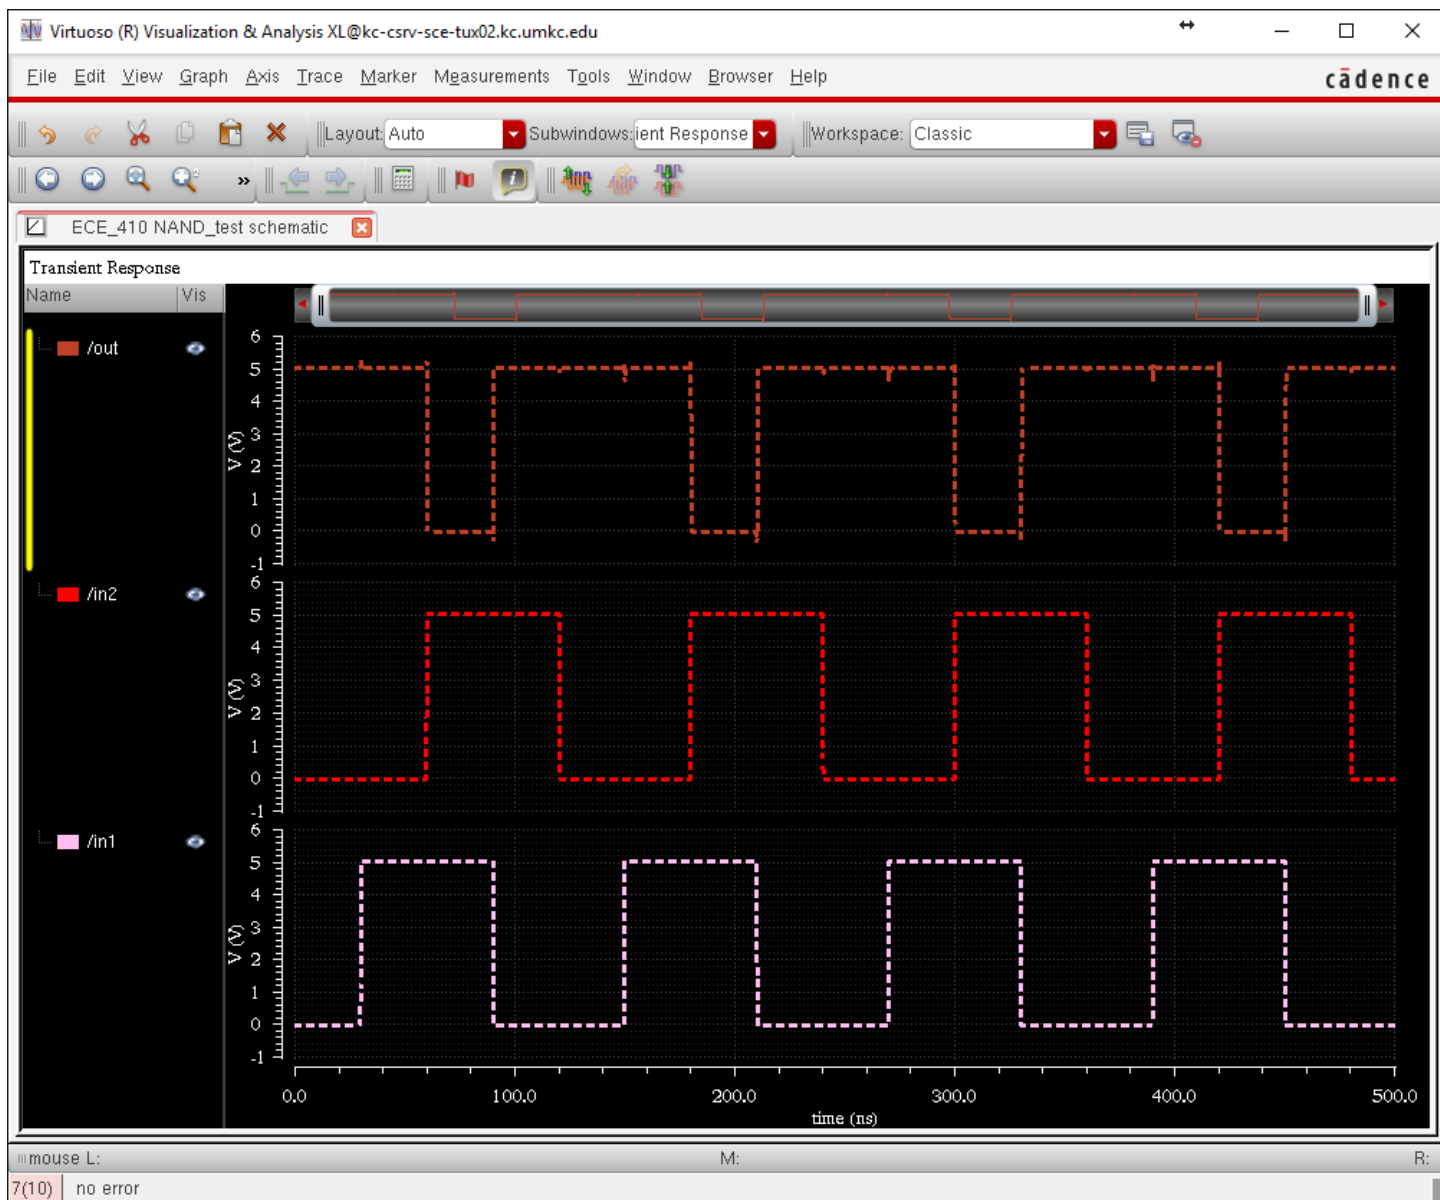 Virtuoso (R) Visualization & Analysis XL@kc-csrv-sce-tux02.kc.umkc.edu
File Edit View Graph Axis Trace Marker Measurements Tools Window Browser Help cādence
Layout: Auto Subwindows: ient Response Workspace: Classic
»
ECE_410 NAND_test schematic
Transient Response
Name Vis
/out
6
5
4
3
2
1
0
-1
V (V)
/in2
6
5
4
3
2
1
0
-1
V (V)
/in1
6
5
4
3
2
1
0
-1
V (V)
0.0 100.0 200.0 300.0 400.0 500.0
time (ns)
mouse L: M: R:
7(10) no error